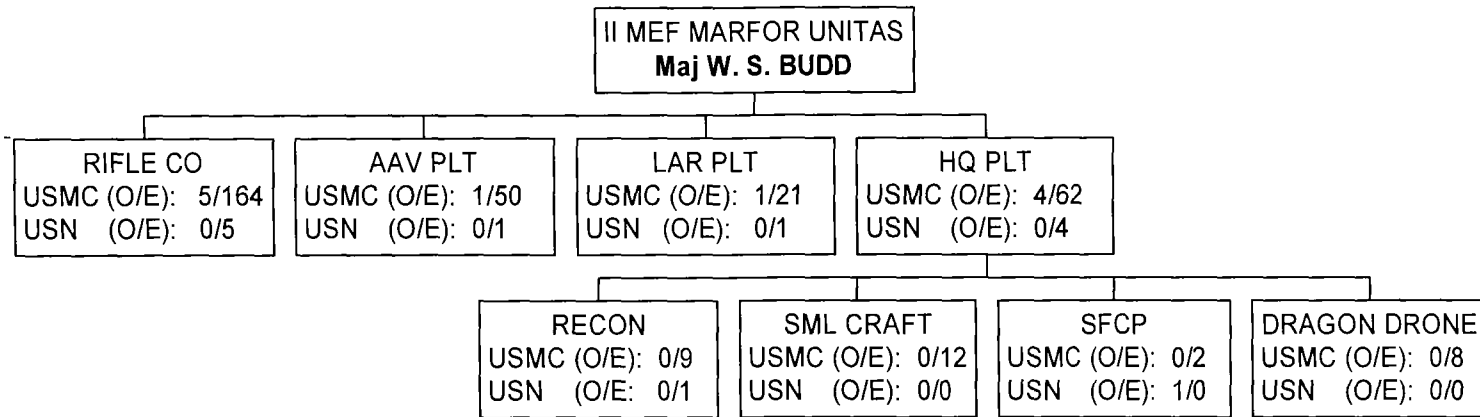 II MEF MARFOR UNITAS
Maj W. S. BUDD
RIFLE CO
USMC (O/E): 5/164
USN (O/E): 0/5
AAV PLT
USMC (O/E): 1/50
USN (O/E): 0/1
LAR PLT
USMC (O/E): 1/21
USN (O/E): 0/1
HQ PLT
USMC (O/E): 4/62
USN (O/E): 0/4
RECON
USMC (O/E): 0/9
USN (O/E): 0/1
SML CRAFT
USMC (O/E): 0/12
USN (O/E): 0/0
SFCP
USMC (O/E): 0/2
USN (O/E): 1/0
DRAGON DRONE
USMC (O/E): 0/8
USN (O/E): 0/0